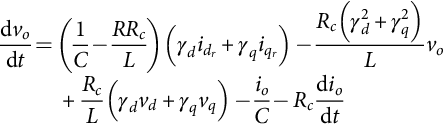 \frac{\mathrm{d}v_o}{\mathrm{d}t} = \left(\frac{1}{C} - \frac{RR_c}{L}\right)\left(\gamma_d i_{d_r} + \gamma_q i_{q_r}\right) - \frac{R_c\left(\gamma_d^2 + \gamma_q^2\right)}{L} v_o
+ \frac{R_c}{L}\left(\gamma_d v_d + \gamma_q v_q\right) - \frac{i_o}{C} - R_c \frac{\mathrm{d}i_o}{\mathrm{d}t}